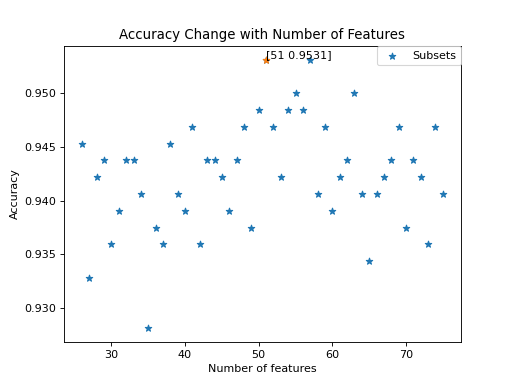 Accuracy Change with Number of Features
[51 0.9531]
Subsets
0.950
0.945
0.940
0.935
0.930
Accuracy
30 40 50 60 70
Number of features